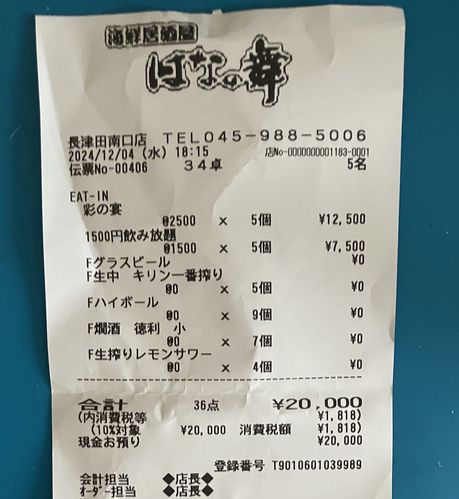 海鮮居酒屋
はなの舞
長津田南口店 TEL045-988-5006
2024/12/04 (水) 18:15 店No-0000000001183-0001
伝票No-00406 34卓 5名
EAT-IN
彩の宴
@2500 × 5個 ¥12,500
1500円飲み放題
@1500 × 5個 ¥7,500
Fグラスビール ¥0
F生中 キリン一番搾り
@0 × 5個 ¥0
Fハイボール
@0 × 9個 ¥0
F燗酒 徳利 小
@0 × 7個 ¥0
F生搾りレモンサワー
@0 × 4個 ¥0
合計 36点 ¥20,000
(内消費税等 ¥1,818)
(10%対象 ¥20,000 消費税額 ¥1,818)
現金お預り ¥20,000
登録番号 T9010601039989
会計担当 ◆店長◆
オーダー担当 ◆店長◆